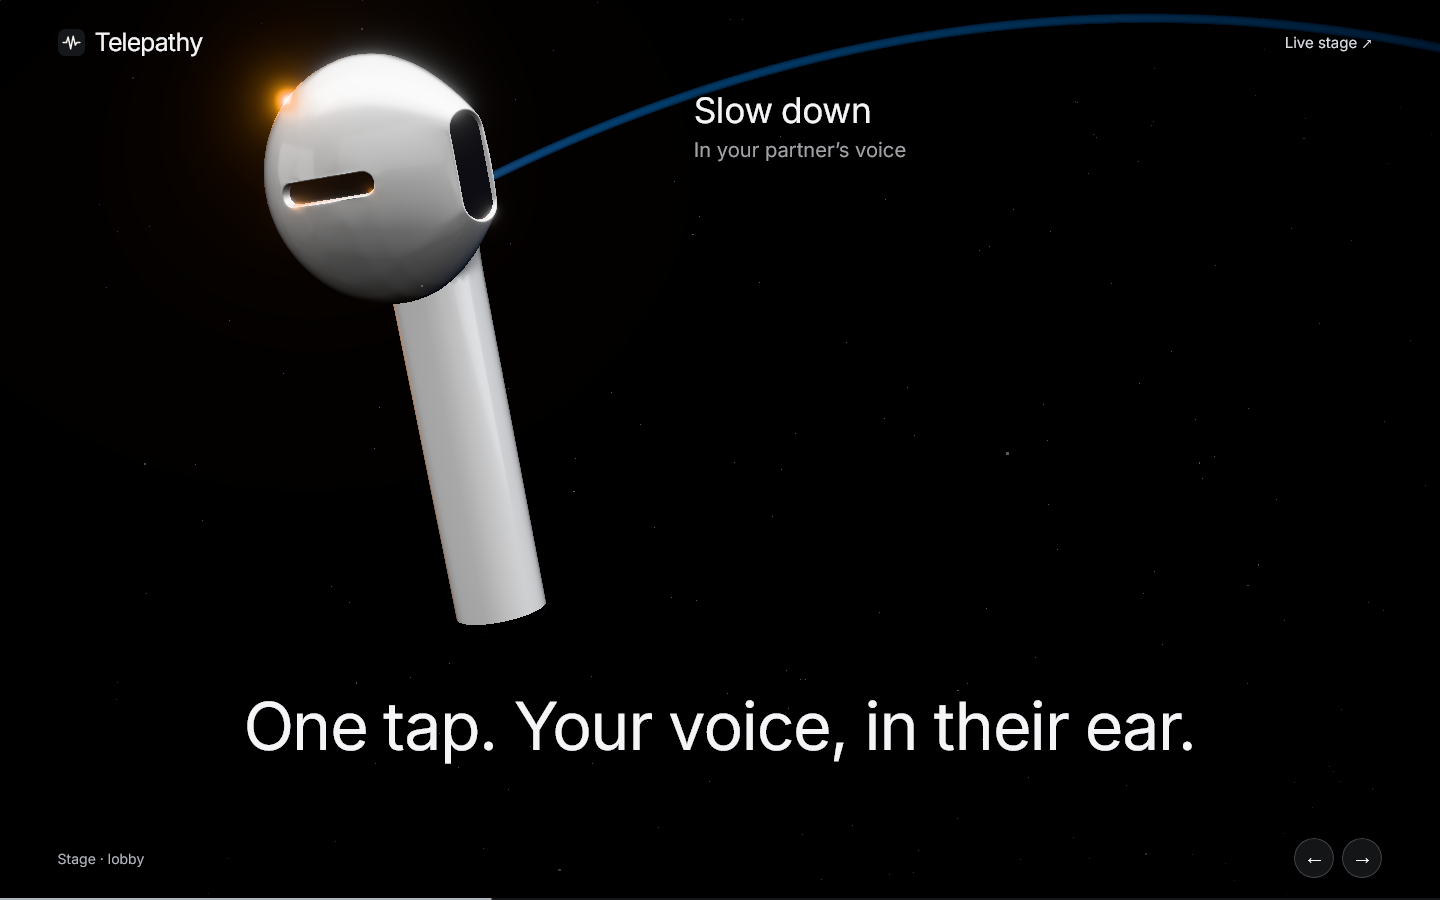 Telepathy
Live stage ↗
Slow down
In your partner’s voice
One tap. Your voice, in their ear.
Stage · lobby
← →